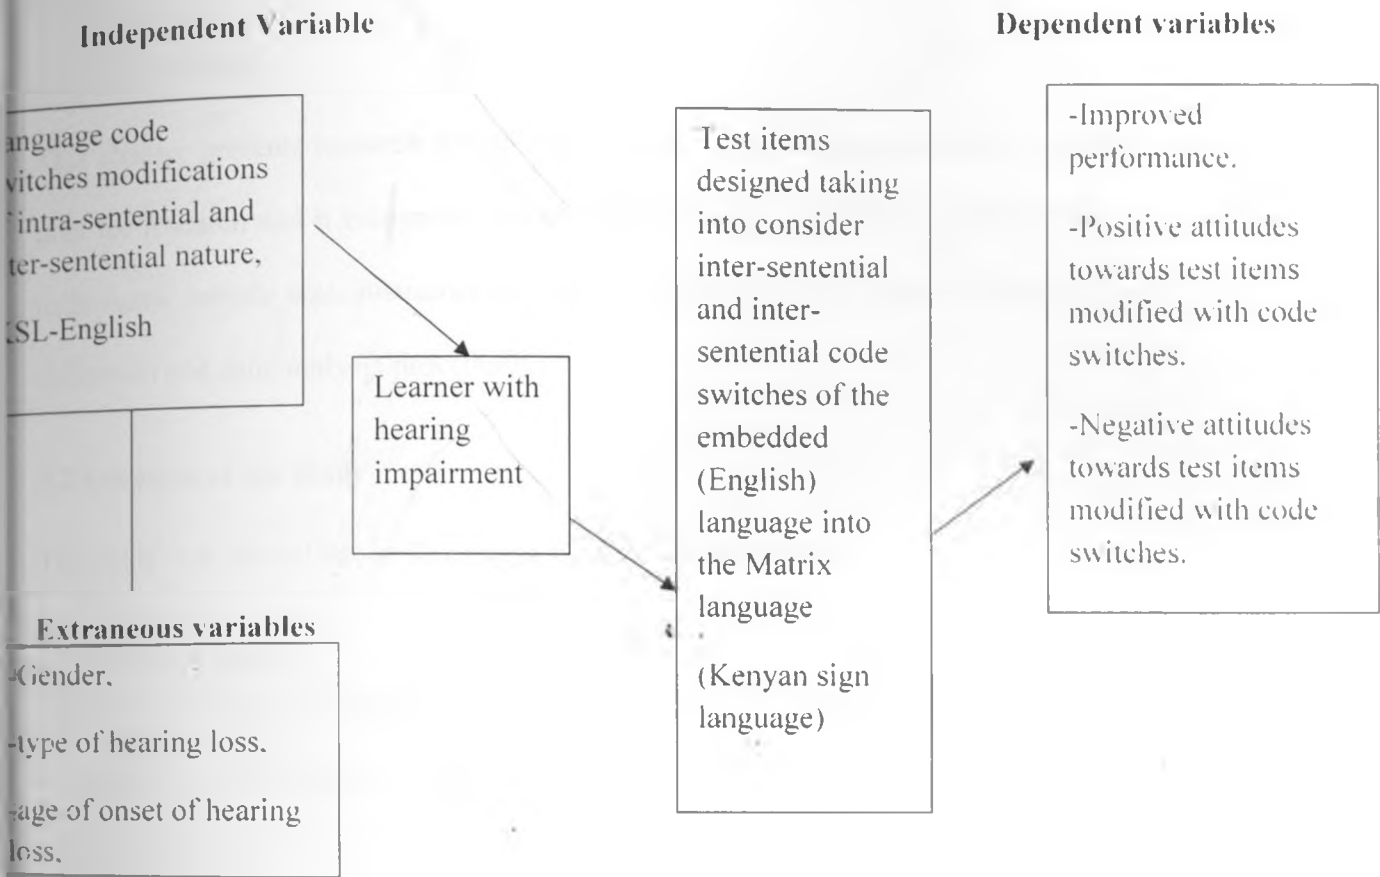 Independent Variable
Dependent variables
anguage code
vitches modifications
intra-sentential and
ter-sentential nature,
SL-English
Learner with
hearing
impairment
Test items
designed taking
into consider
inter-sentential
and inter-
sentential code
switches of the
embedded
(English)
language into
the Matrix
language
(Kenyan sign
language)
-Improved
performance.
-Positive attitudes
towards test items
modified with code
switches.
-Negative attitudes
towards test items
modified with code
switches.
Extraneous variables
-Gender.
-type of hearing loss.
-age of onset of hearing
loss.